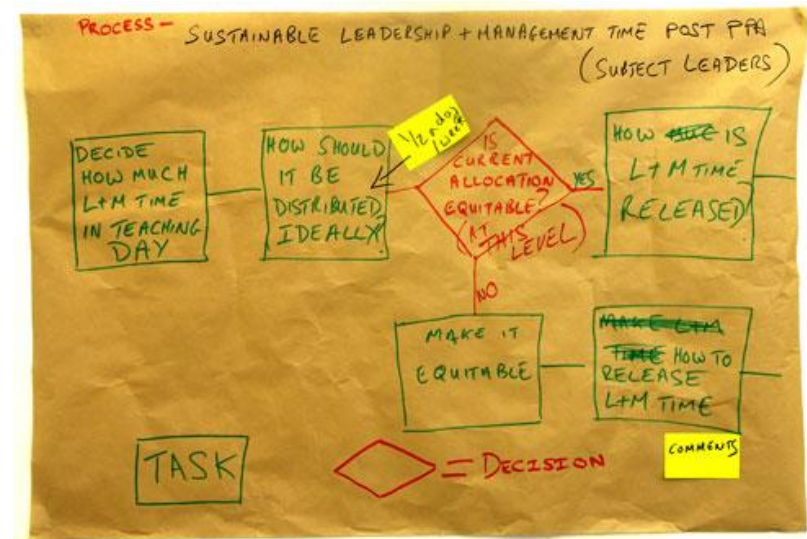 PROCESS - SUSTAINABLE LEADERSHIP + MANAGEMENT TIME POST PPA
(SUBJECT LEADERS)
DECIDE
HOW MUCH
L+M TIME
IN TEACHING
DAY
HOW SHOULD
IT BE
DISTRIBUTED
IDEALLY?
1/2 a day
1 week
IS
CURRENT
ALLOCATION
EQUITABLE?
(AT THIS
LEVEL)
YES
HOW IS
L+M TIME
RELEASED?
NO
MAKE IT
EQUITABLE
MAKE L+M
TIME HOW TO
RELEASE
L+M TIME
TASK
= DECISION
COMMENTS